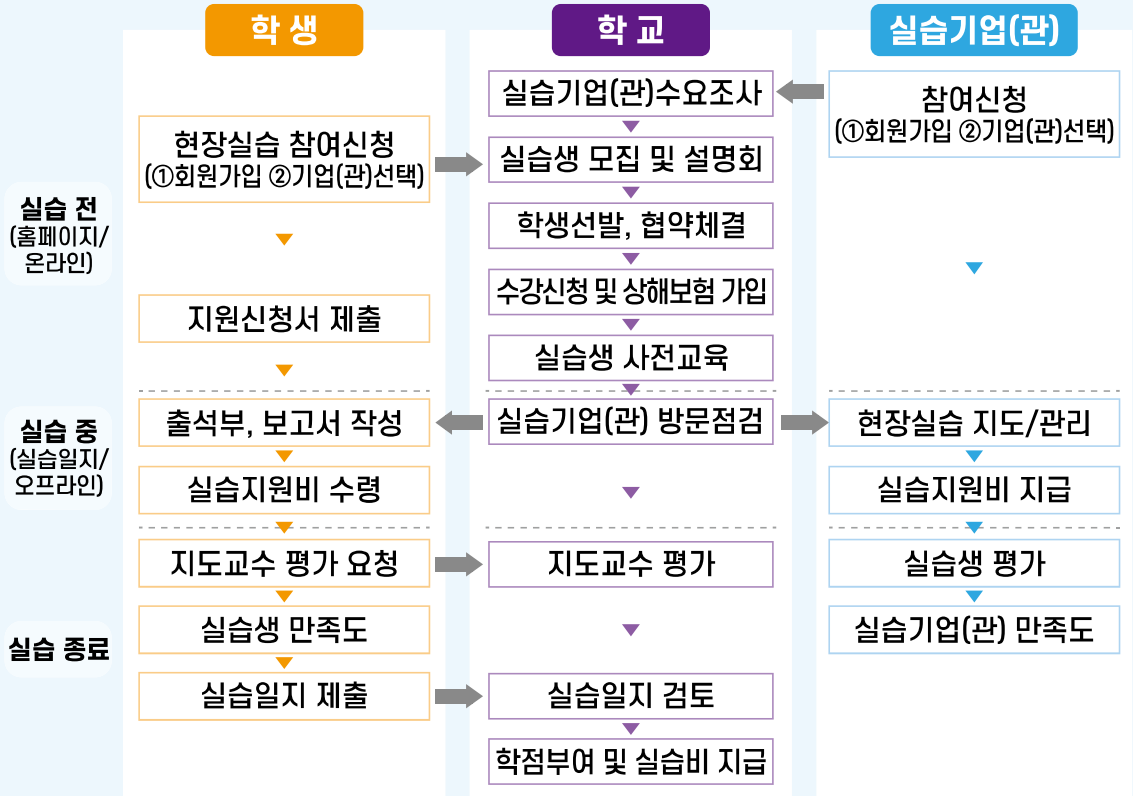 학 생
학 교
실습기업(관)
실습 전
(홈페이지/
온라인)
현장실습 참여신청
(①회원가입 ②기업(관)선택)
지원신청서 제출
실습기업(관)수요조사
실습생 모집 및 설명회
학생선발, 협약체결
수강신청 및 상해보험 가입
실습생 사전교육
참여신청
(①회원가입 ②기업(관)선택)
실습 중
(실습일지/
오프라인)
출석부, 보고서 작성
실습지원비 수령
실습기업(관) 방문점검
현장실습 지도/관리
실습지원비 지급
실습 종료
지도교수 평가 요청
실습생 만족도
실습일지 제출
지도교수 평가
실습일지 검토
학점부여 및 실습비 지급
실습생 평가
실습기업(관) 만족도